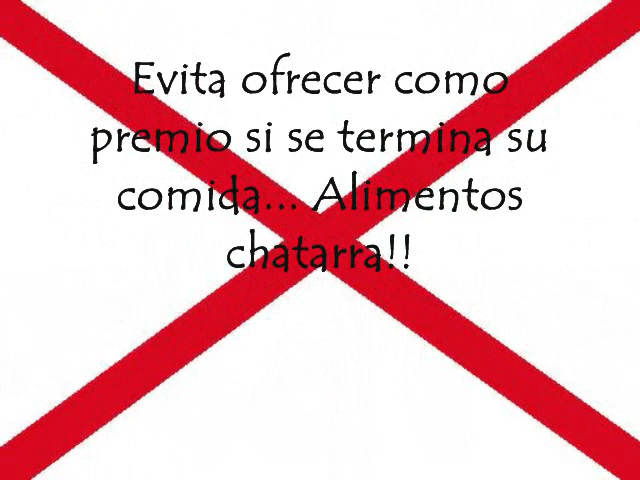 Evita ofrecer como
premio si se termina su
comida... Alimentos
chatarra!!